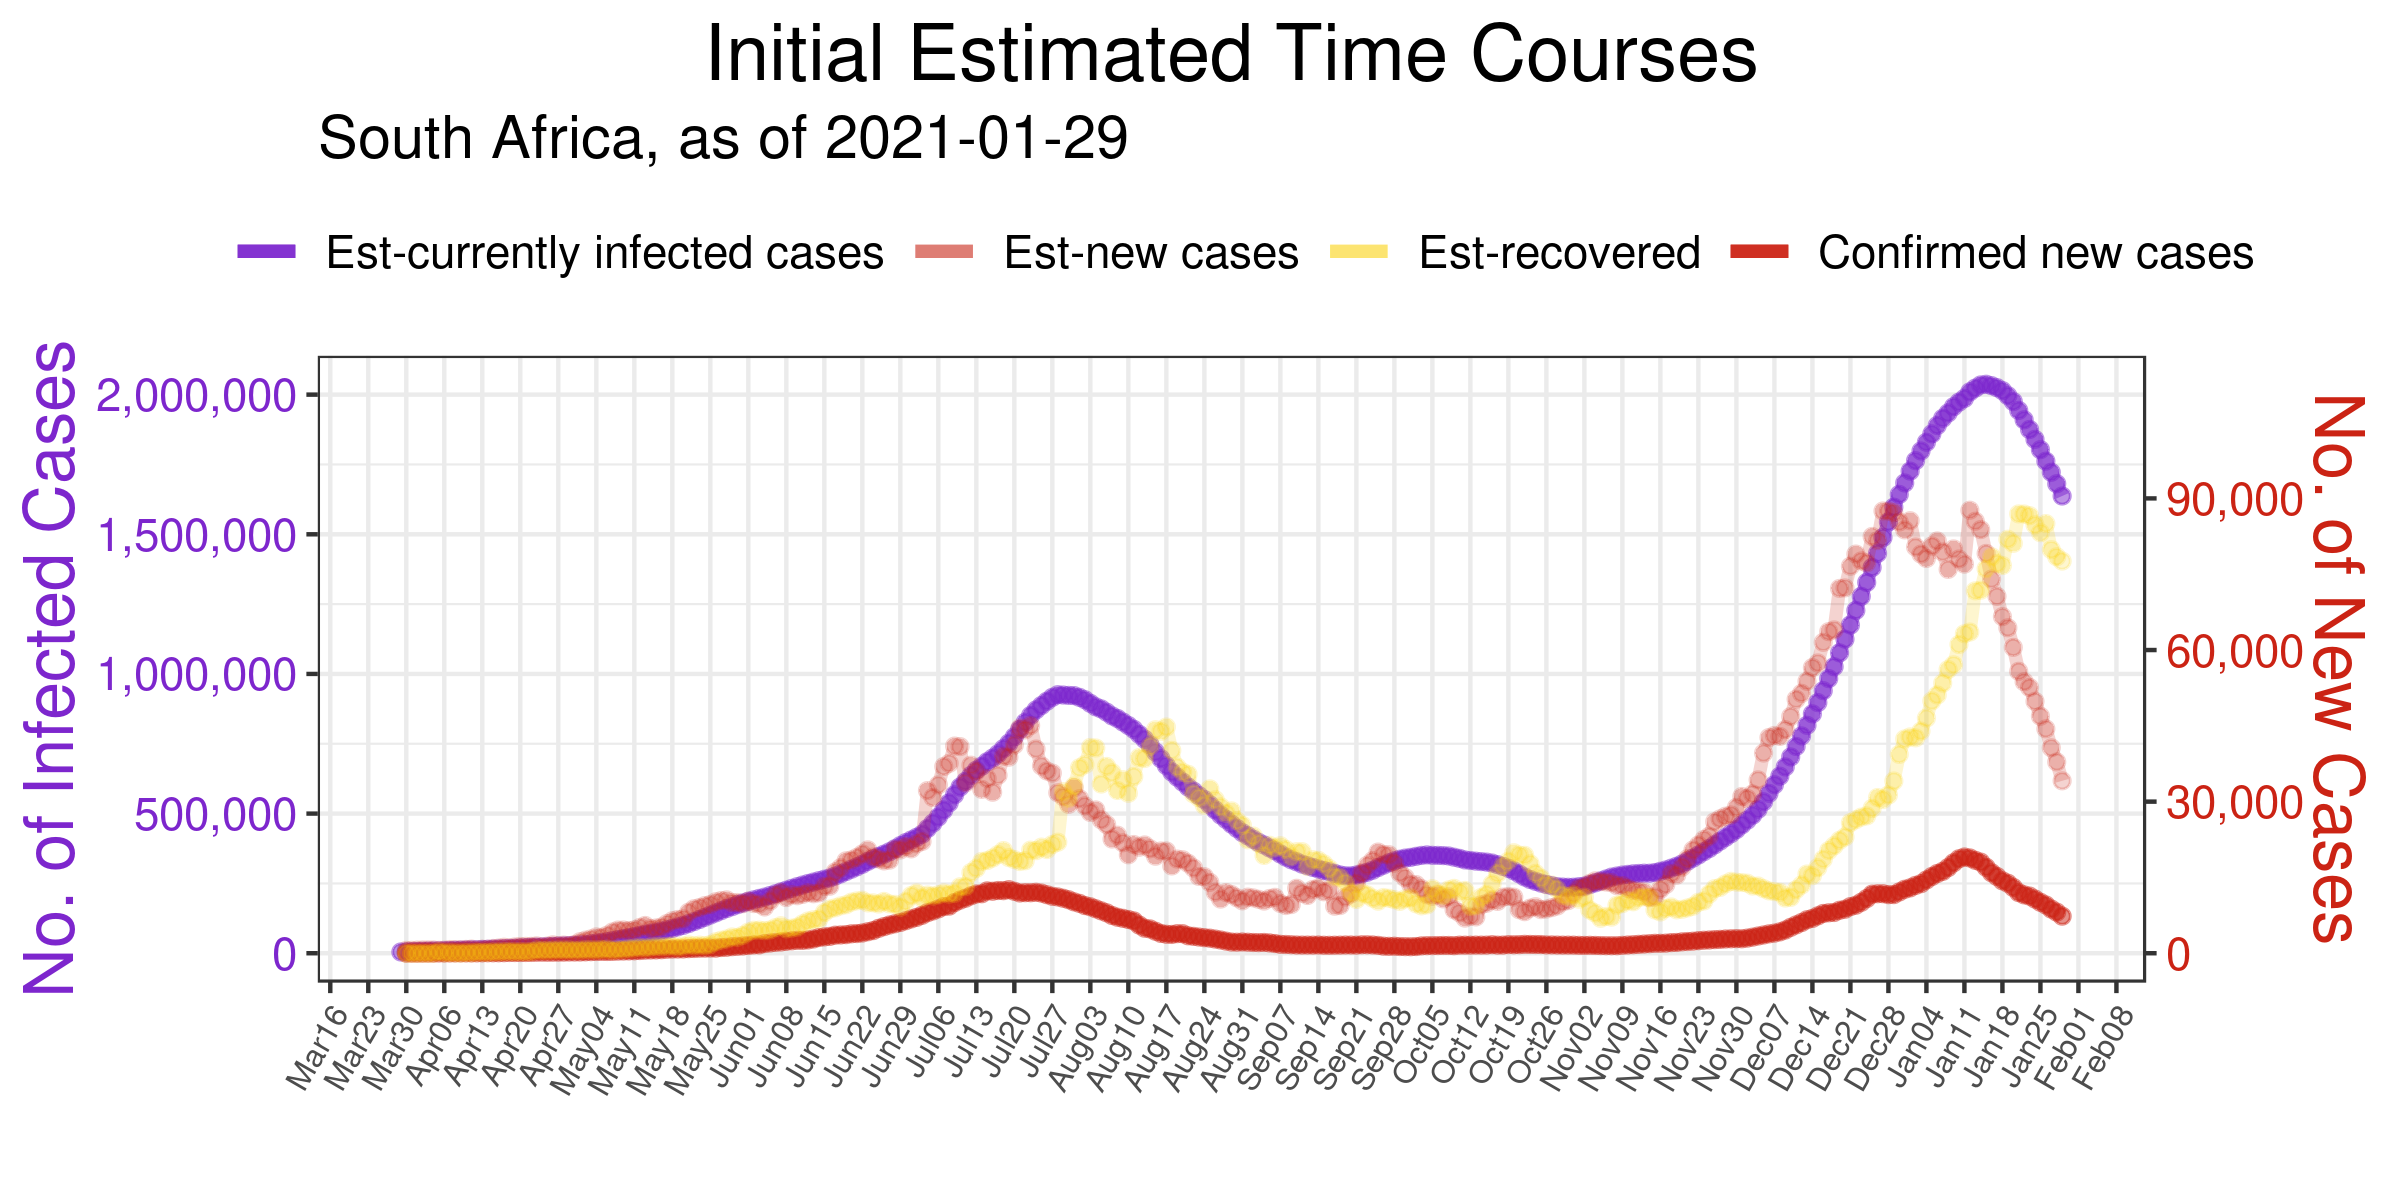 Initial Estimated Time Courses
South Africa, as of 2021-01-29
Est-currently infected cases Est-new cases Est-recovered Confirmed new cases
No. of Infected Cases
2,000,000
1,500,000
1,000,000
500,000
0
90,000
60,000
30,000
0
No. of New Cases
Mar16 Mar23 Mar30 Apr06 Apr13 Apr20 Apr27 May04 May11 May18 May25 Jun01 Jun08 Jun15 Jun22 Jun29 Jul06 Jul13 Jul20 Jul27 Aug03 Aug10 Aug17 Aug24 Aug31 Sep07 Sep14 Sep21 Sep28 Oct05 Oct12 Oct19 Oct26 Nov02 Nov09 Nov16 Nov23 Nov30 Dec07 Dec14 Dec21 Dec28 Jan04 Jan11 Jan18 Jan25 Feb01 Feb08